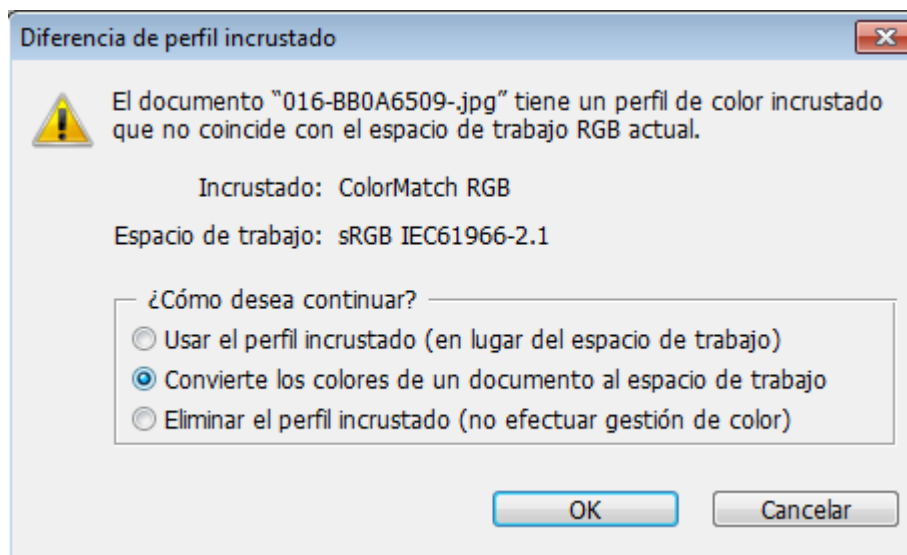 Diferencia de perfil incrustado
El documento “016-BB0A6509-.jpg” tiene un perfil de color incrustado
que no coincide con el espacio de trabajo RGB actual.
Incrustado: ColorMatch RGB
Espacio de trabajo: sRGB IEC61966-2.1
¿Cómo desea continuar?
Usar el perfil incrustado (en lugar del espacio de trabajo)
Convierte los colores de un documento al espacio de trabajo
Eliminar el perfil incrustado (no efectuar gestión de color)
OK Cancelar